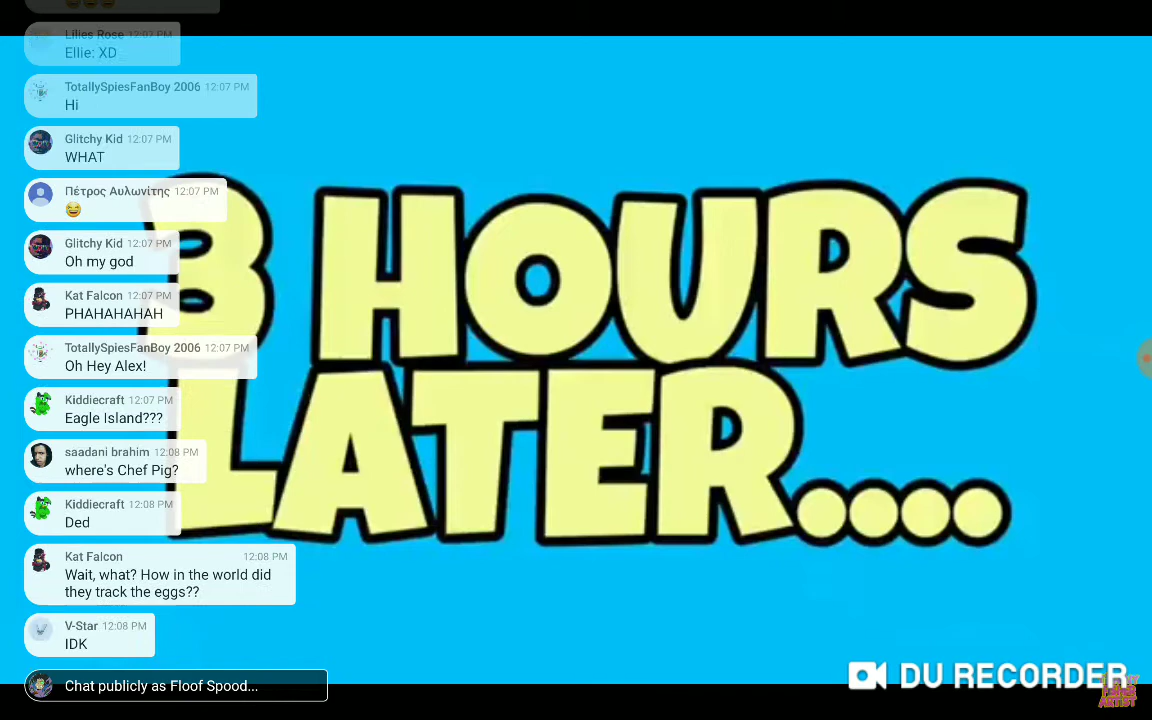 Lilies Rose 12:07 PM
Ellie: XD
TotallySpiesFanBoy 2006 12:07 PM
Hi
Glitchy Kid 12:07 PM
WHAT
Πέτρος Αυλωνίτης 12:07 PM
😂
Glitchy Kid 12:07 PM
Oh my god
Kat Falcon 12:07 PM
PHAHAHAHAH
TotallySpiesFanBoy 2006 12:07 PM
Oh Hey Alex!
Kiddiecraft 12:07 PM
Eagle Island???
saadani brahim 12:08 PM
where's Chef Pig?
Kiddiecraft 12:08 PM
Ded
Kat Falcon 12:08 PM
Wait, what? How in the world did
they track the eggs??
V-Star 12:08 PM
IDK
Chat publicly as Floof Spood...
3 HOURS
LATER....
DU RECORDER
ARTIST